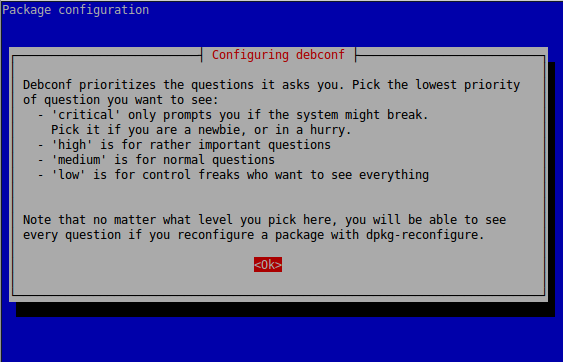 Package configuration
Configuring debconf
Debconf prioritizes the questions it asks you. Pick the lowest priority
of question you want to see:
- 'critical' only prompts you if the system might break.
Pick it if you are a newbie, or in a hurry.
- 'high' is for rather important questions
- 'medium' is for normal questions
- 'low' is for control freaks who want to see everything
Note that no matter what level you pick here, you will be able to see
every question if you reconfigure a package with dpkg-reconfigure.
<Ok>